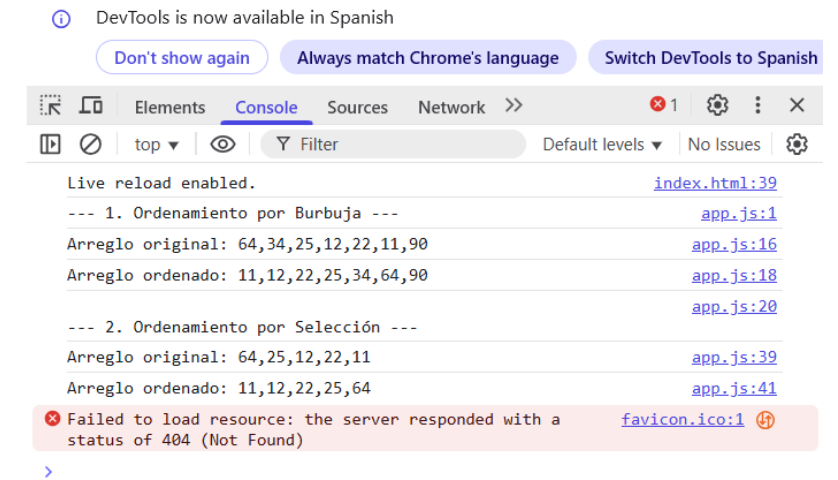 DevTools is now available in Spanish
Don't show again Always match Chrome's language Switch DevTools to Spanish
Elements Console Sources Network 1
top Filter Default levels No Issues
Live reload enabled. index.html:39
--- 1. Ordenamiento por Burbuja --- app.js:1
Arreglo original: 64,34,25,12,22,11,90 app.js:16
Arreglo ordenado: 11,12,22,25,34,64,90 app.js:18
app.js:20
--- 2. Ordenamiento por Selección ---
Arreglo original: 64,25,12,22,11 app.js:39
Arreglo ordenado: 11,12,22,25,64 app.js:41
Failed to load resource: the server responded with a favicon.ico:1
status of 404 (Not Found)